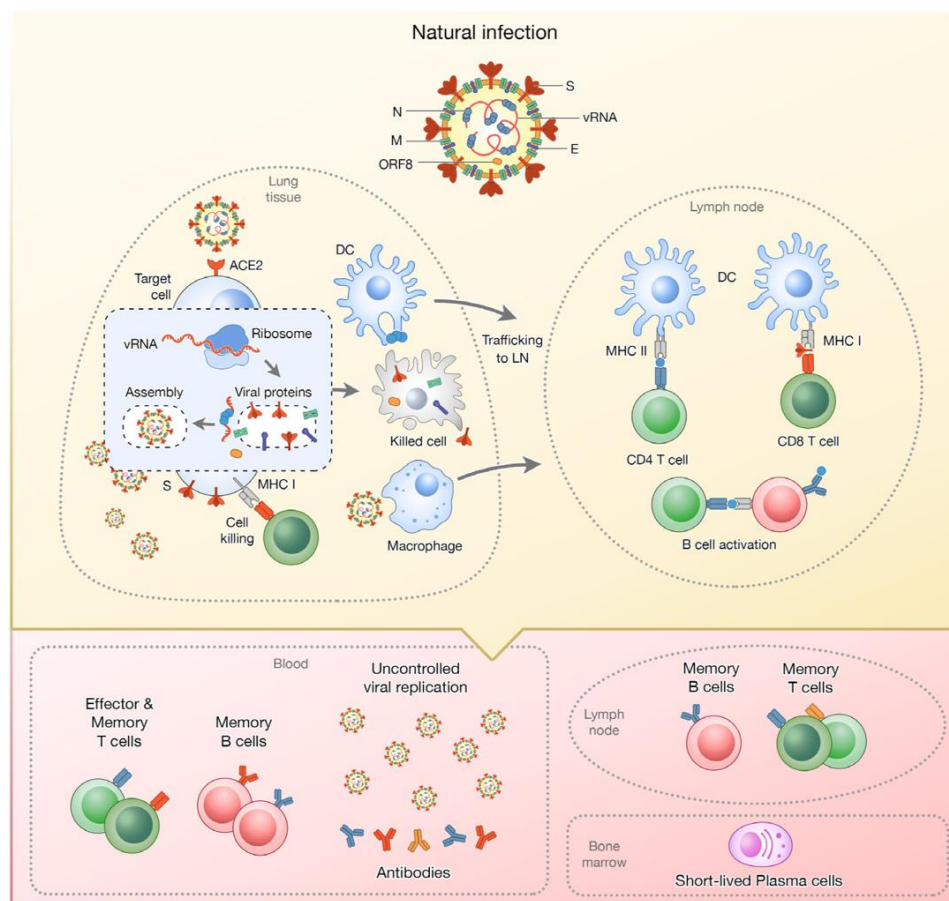 Natural infection
S
N
vRNA
M
E
ORF8
Lung
tissue
ACE2
Target
cell
vRNA
Ribosome
Assembly
Viral proteins
S
MHC I
Cell
killing
DC
Killed cell
Macrophage
Trafficking
to LN
Lymph node
DC
MHC II
MHC I
CD4 T cell
CD8 T cell
B cell activation
Blood
Effector &
Memory
T cells
Memory
B cells
Uncontrolled
viral replication
Antibodies
Lymph
node
Memory
B cells
Memory
T cells
Bone
marrow
Short-lived Plasma cells